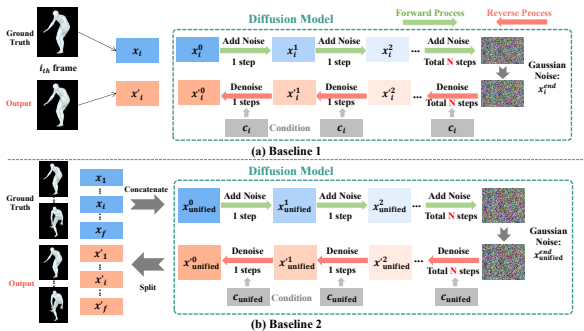 Diffusion Model
Forward Process
Reverse Process
Ground
Truth
i_th frame
Output
x_i
x'_i
x_i^0
Add Noise
1 step
x_i^1
Add Noise
1 step
x_i^2
...
Add Noise
Total N steps
Gaussian
Noise:
x_i^end
x'_i^0
Denoise
1 steps
x'_i^1
Denoise
1 steps
x'_i^2
...
Denoise
Total N steps
c_i
Condition
c_i
c_i
(a) Baseline 1
Diffusion Model
Ground
Truth
x_1
⋮
x_i
⋮
x_f
Concatenate
x_unified^0
Add Noise
1 step
x_unified^1
Add Noise
1 step
x_unified^2
...
Add Noise
Total N steps
Gaussian
Noise:
x_unified^end
Output
x'_1
⋮
x'_i
⋮
x'_f
Split
x'_unified^0
Denoise
1 steps
x'_unified^1
Denoise
1 steps
x'_unified^2
...
Denoise
Total N steps
c_unifed
Condition
c_unifed
c_unifed
(b) Baseline 2